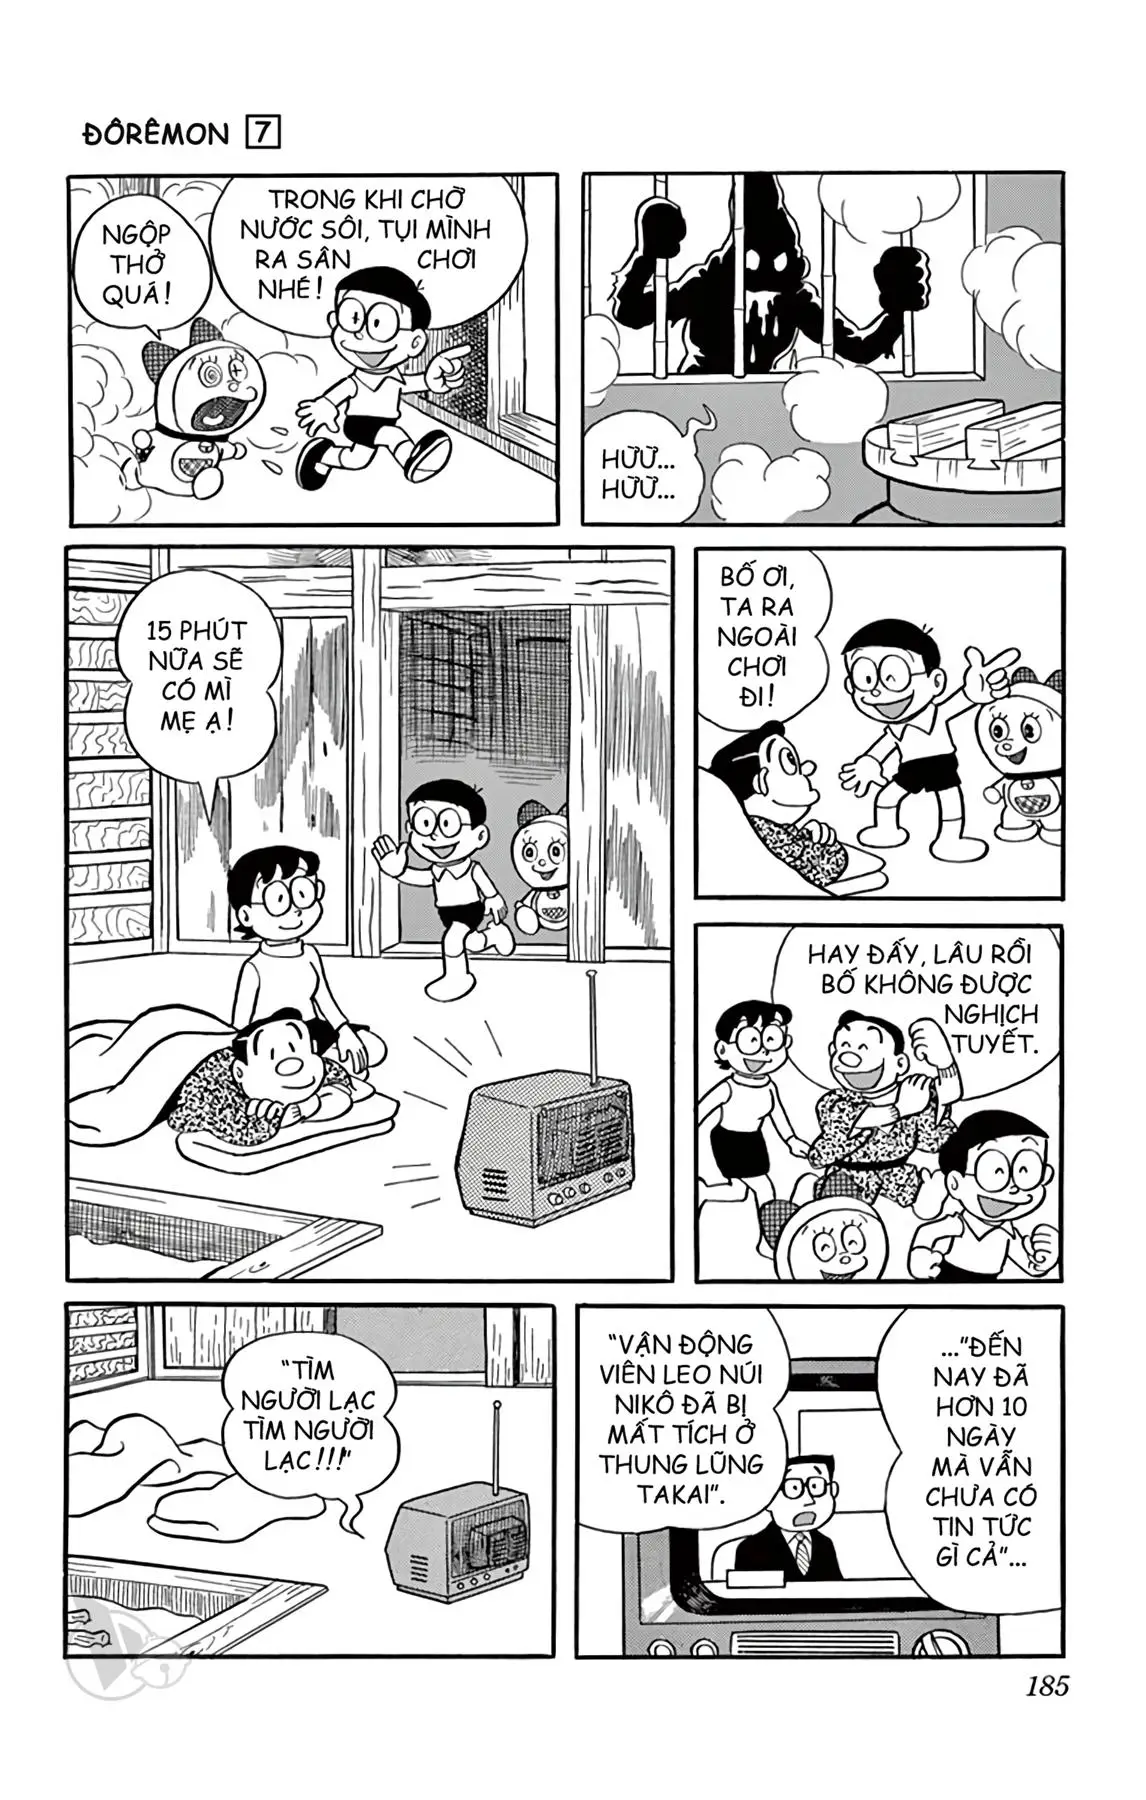 ĐÔRÊMON 7
NGỘP
THỞ
QUÁ!
TRONG KHI CHỜ
NƯỚC SÔI, TỤI MÌNH
RA SÂN CHƠI
NHÉ!
HỪỪ...
HỪỪ...
15 PHÚT
NỮA SẼ
CÓ MÌ
MẸ Ạ!
BỐ ƠI,
TA RA
NGOÀI
CHƠI
ĐI!
HAY ĐẤY, LÂU RỒI
BỐ KHÔNG ĐƯỢC
NGHỊCH
TUYẾT.
"TÌM
NGƯỜI LẠC
TÌM NGƯỜI
LẠC!!!"
"VẬN ĐỘNG
VIÊN LEO NÚI
NIKÔ ĐÃ BỊ
MẤT TÍCH Ở
THUNG LŨNG
TAKAI".
..."ĐẾN
NAY ĐÃ
HƠN 10
NGÀY
MÀ VẪN
CHƯA CÓ
TIN TỨC
GÌ CẢ"...
185